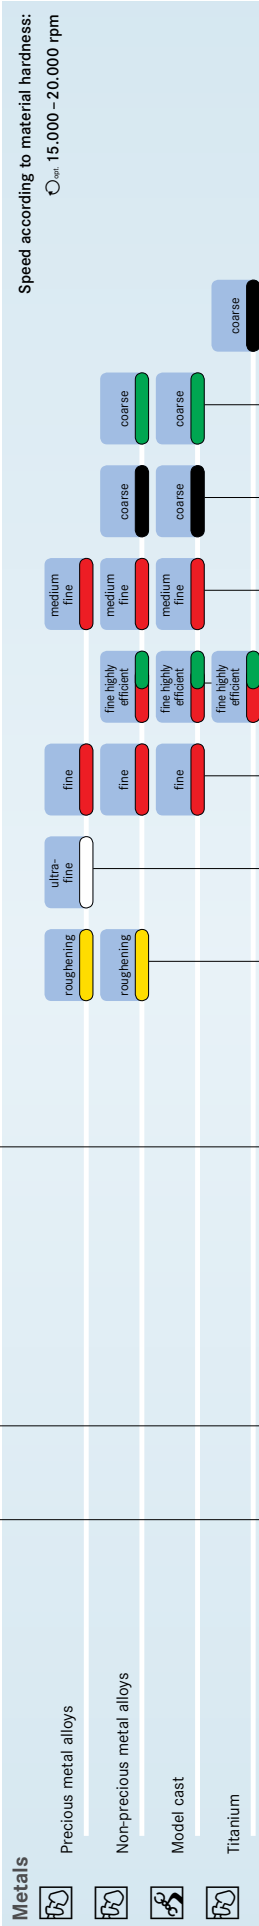 Metals
Speed according to material hardness:
opt. 15.000 – 20.000 rpm
Precious metal alloys
roughening
ultra-
fine
fine
medium
fine
Non-precious metal alloys
roughening
fine
fine highly
efficient
medium
fine
coarse
coarse
Model cast
fine
fine highly
efficient
medium
fine
coarse
coarse
Titanium
fine highly
efficient
coarse